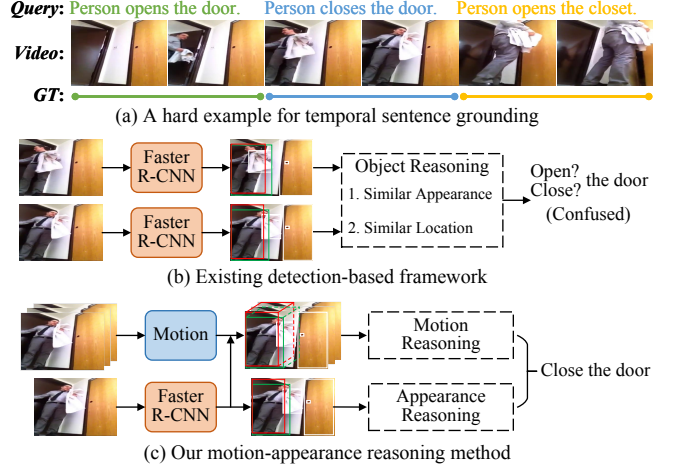 Query: Person opens the door. Person closes the door. Person opens the closet.
Video:
GT:
(a) A hard example for temporal sentence grounding
Faster
R-CNN
Faster
R-CNN
Object Reasoning
1. Similar Appearance
2. Similar Location
Open?
Close? the door
(Confused)
(b) Existing detection-based framework
Motion
Faster
R-CNN
Motion
Reasoning
Appearance
Reasoning
Close the door
(c) Our motion-appearance reasoning method